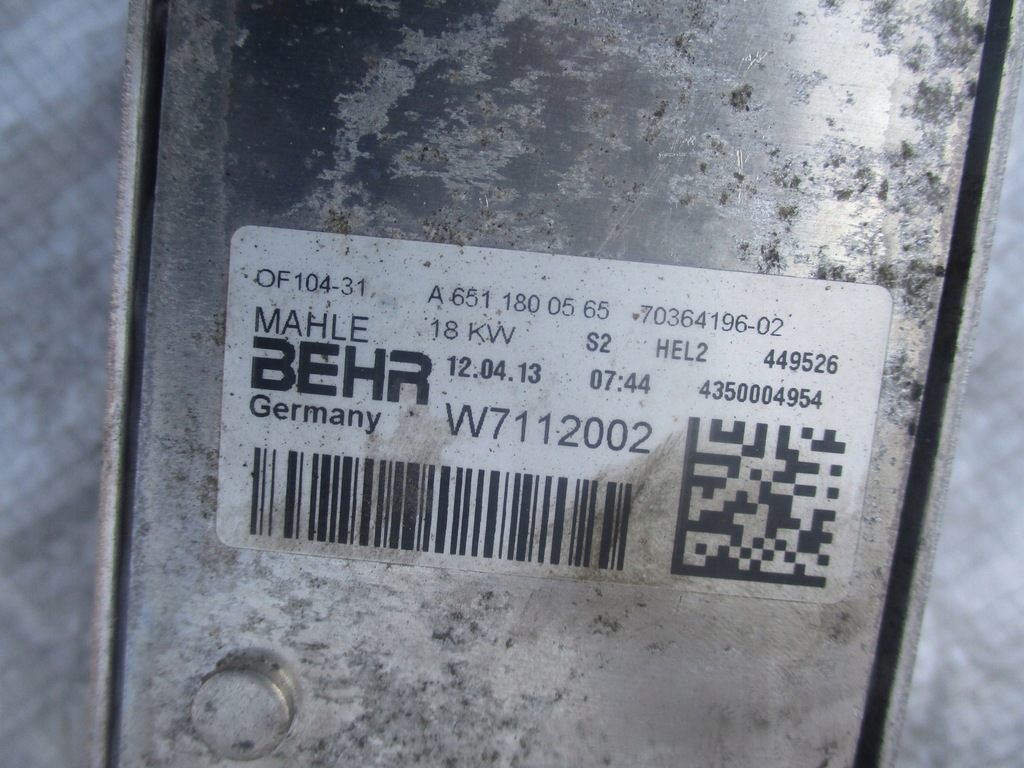 OF104-31 A 651 180 05 65 70364196-02
MAHLE 18 KW S2 HEL2 449526
BEHR 12.04.13 07:44 4350004954
Germany W7112002